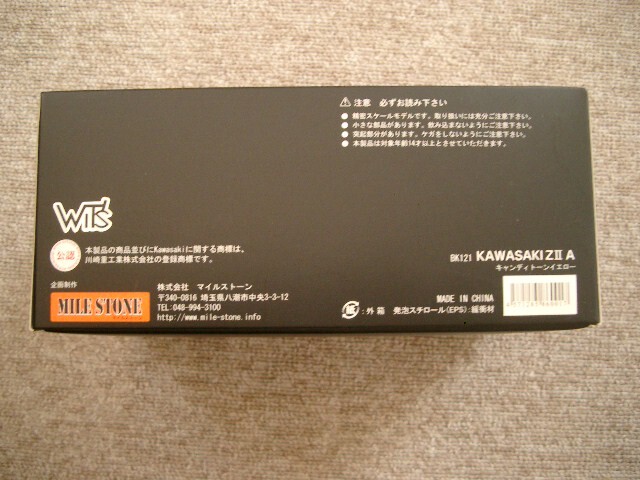 ⚠ 注意 必ずお読み下さい
● 精密スケールモデルです。取り扱いには充分ご注意下さい。
● 小さな部品があります。飲み込まないようにご注意下さい。
● 突起部分があります。ケガをしないようにご注意下さい。
● 本製品は対象年齢14才以上とさせていただきます。
WIT'S
公認
本製品の商品並びにKawasakiに関する商標は、
川崎重工業株式会社の登録商標です。
BK121 KAWASAKI ZⅡ A
キャンディトーンイエロー
企画制作
MILE STONE
株式会社 マイルストーン
〒340-0816 埼玉県八潮市中央3-3-12
TEL:048-994-3100
http://www.mile-stone.info
MADE IN CHINA
紙:外箱 発泡スチロール(EPS):緩衝材